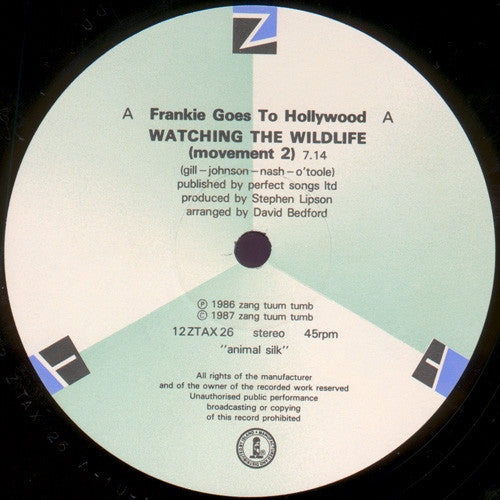 Z
A Frankie Goes To Hollywood A
WATCHING THE WILDLIFE
(movement 2) 7.14
(gill–johnson–nash–o'toole)
published by perfect songs ltd
produced by Stephen Lipson
arranged by David Bedford
Ⓟ 1986 zang tuum tumb
© 1987 zang tuum tumb
12ZTAX26 stereo 45rpm
"animal silk"
T
A
All rights of the manufacturer
and of the owner of the recorded work reserved
Unauthorised public performance
broadcasting or copying
of this record prohibited